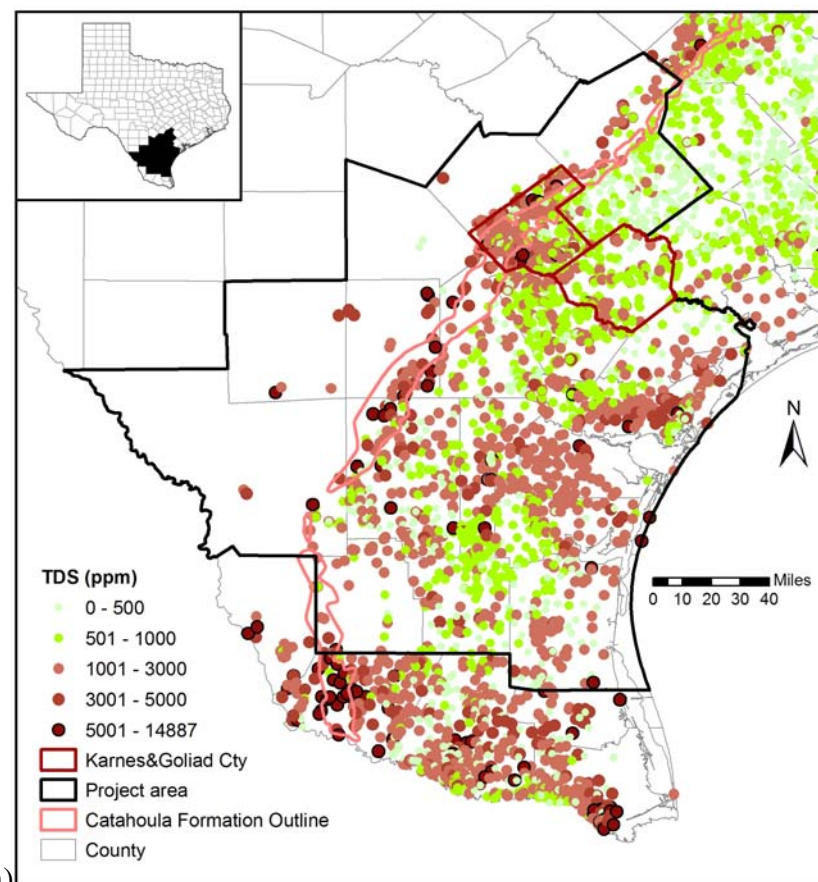 N
Miles
0 10 20 30 40
TDS (ppm)
0 - 500
501 - 1000
1001 - 3000
3001 - 5000
5001 - 14887
Karnes&Goliad Cty
Project area
Catahoula Formation Outline
County
)